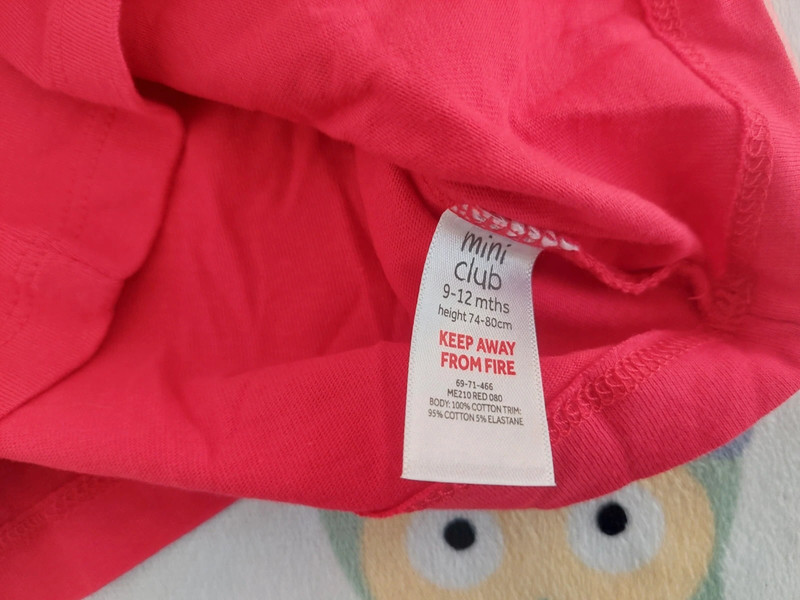 mini
club
9-12 mths
height 74-80cm
KEEP AWAY
FROM FIRE
69-71-466
ME210 RED 080
BODY: 100% COTTON TRIM:
95% COTTON 5% ELASTANE